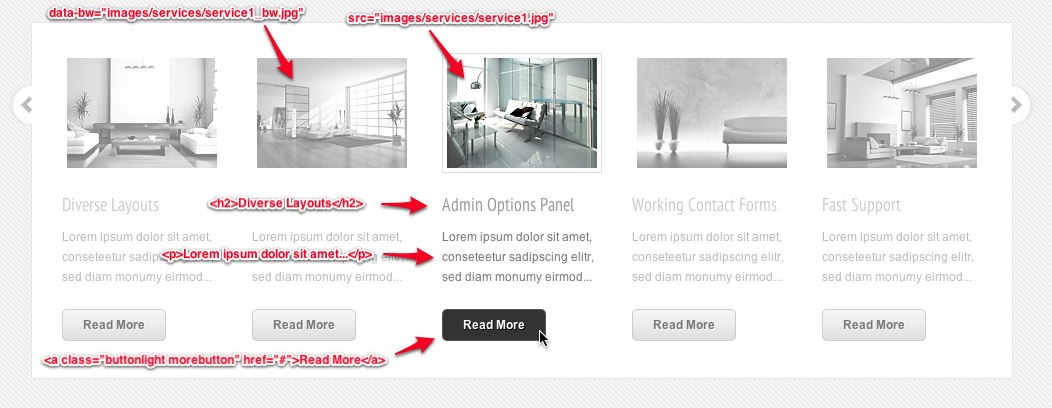 data-bw="images/services/service1_bw.jpg"
src="images/services/service1.jpg"
Diverse Layouts
Lorem ipsum dolor sit amet,
conseteetur
sed diam monumy eirmod...
Read More
<h2>Diverse Layouts</h2>
Lorem ipsum dolor sit amet,
<p>Lorem ipsum dolor sit amet...</p>
sed diam monumy eirmod...
Read More
Admin Options Panel
Lorem ipsum dolor sit amet,
conseteetur sadipscing elitr,
sed diam monumy eirmod...
Read More
Working Contact Forms
Lorem ipsum dolor sit amet,
conseteetur sadipscing elitr,
sed diam monumy eirmod...
Read More
Fast Support
Lorem ipsum dolor sit amet,
conseteetur sadipscing elitr,
sed diam monumy eirmod...
Read More
<a class="buttonlight morebutton" href="#">Read More</a>